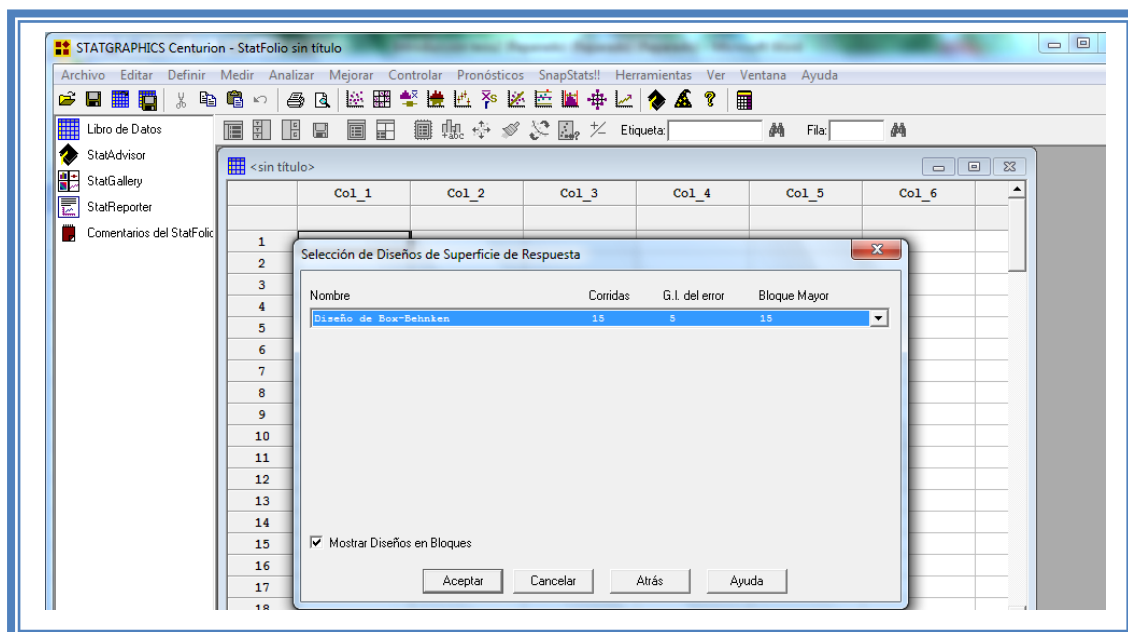 STATGRAPHICS Centurion - StatFolio sin título
Archivo Editar Definir Medir Analizar Mejorar Controlar Pronósticos SnapStats!! Herramientas Ver Ventana Ayuda
Etiqueta: Fila:
Libro de Datos
StatAdvisor
StatGallery
StatReporter
Comentarios del StatFolio
<sin título>
Col_1 Col_2 Col_3 Col_4 Col_5 Col_6
1
2
3
4
5
6
7
8
9
10
11
12
13
14
15
16
17
18
Selección de Diseños de Superficie de Respuesta
Nombre Corridas G.l. del error Bloque Mayor
Diseño de Box-Behnken 15 5 15
Mostrar Diseños en Bloques
Aceptar Cancelar Atrás Ayuda